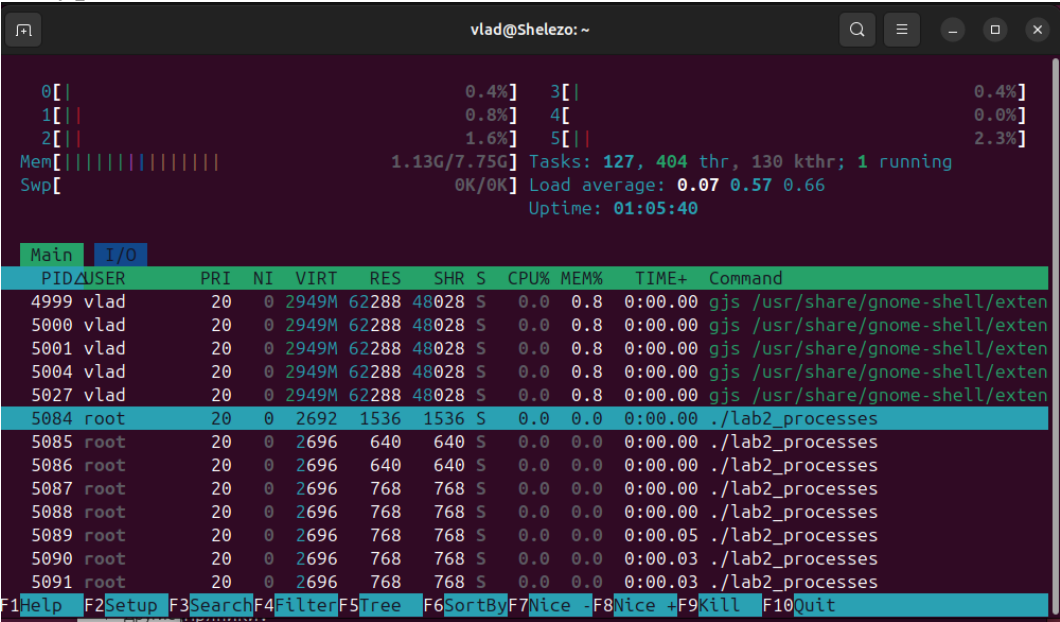 vlad@Shelezo: ~
0[| 0.4%] 3[| 0.4%]
1[|| 0.8%] 4[ 0.0%]
2[|| 1.6%] 5[|| 2.3%]
Mem[||||||||||||||| 1.13G/7.75G] Tasks: 127, 404 thr, 130 kthr; 1 running
Swp[ 0K/0K] Load average: 0.07 0.57 0.66
Uptime: 01:05:40
Main I/O
PID△USER PRI NI VIRT RES SHR S CPU% MEM% TIME+ Command
4999 vlad 20 0 2949M 62288 48028 S 0.0 0.8 0:00.00 gjs /usr/share/gnome-shell/exten
5000 vlad 20 0 2949M 62288 48028 S 0.0 0.8 0:00.00 gjs /usr/share/gnome-shell/exten
5001 vlad 20 0 2949M 62288 48028 S 0.0 0.8 0:00.00 gjs /usr/share/gnome-shell/exten
5004 vlad 20 0 2949M 62288 48028 S 0.0 0.8 0:00.00 gjs /usr/share/gnome-shell/exten
5027 vlad 20 0 2949M 62288 48028 S 0.0 0.8 0:00.00 gjs /usr/share/gnome-shell/exten
5084 root 20 0 2692 1536 1536 S 0.0 0.0 0:00.00 ./lab2_processes
5085 root 20 0 2696 640 640 S 0.0 0.0 0:00.00 ./lab2_processes
5086 root 20 0 2696 640 640 S 0.0 0.0 0:00.00 ./lab2_processes
5087 root 20 0 2696 768 768 S 0.0 0.0 0:00.00 ./lab2_processes
5088 root 20 0 2696 768 768 S 0.0 0.0 0:00.00 ./lab2_processes
5089 root 20 0 2696 768 768 S 0.0 0.0 0:00.05 ./lab2_processes
5090 root 20 0 2696 768 768 S 0.0 0.0 0:00.03 ./lab2_processes
5091 root 20 0 2696 768 768 S 0.0 0.0 0:00.03 ./lab2_processes
F1Help F2Setup F3SearchF4FilterF5Tree F6SortByF7Nice -F8Nice +F9Kill F10Quit